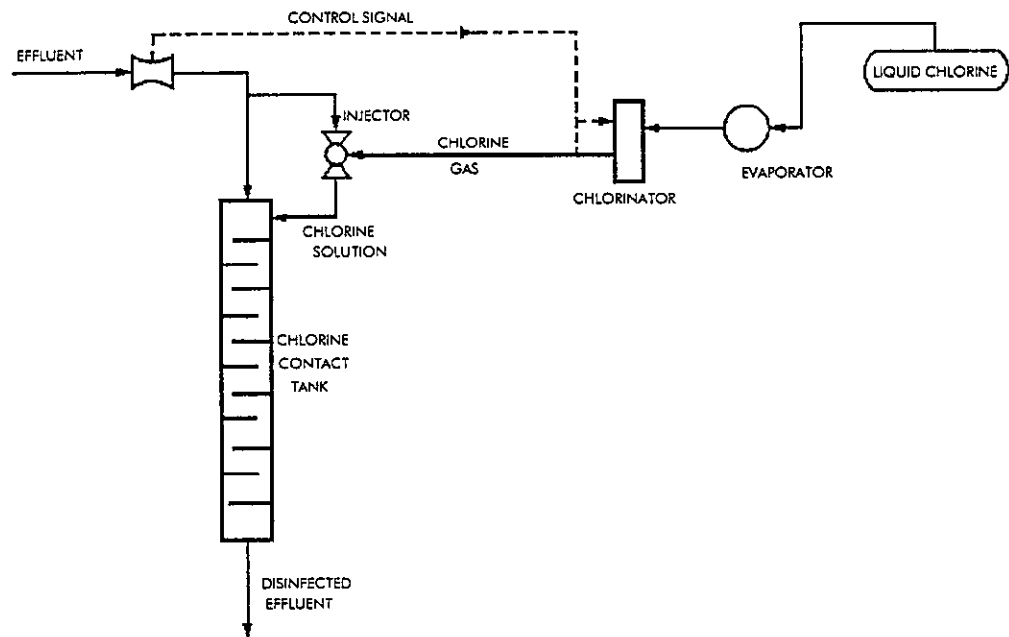 CONTROL SIGNAL
EFFLUENT
LIQUID CHLORINE
INJECTOR
CHLORINE
GAS
EVAPORATOR
CHLORINATOR
CHLORINE
SOLUTION
CHLORINE
CONTACT
TANK
DISINFECTED
EFFLUENT